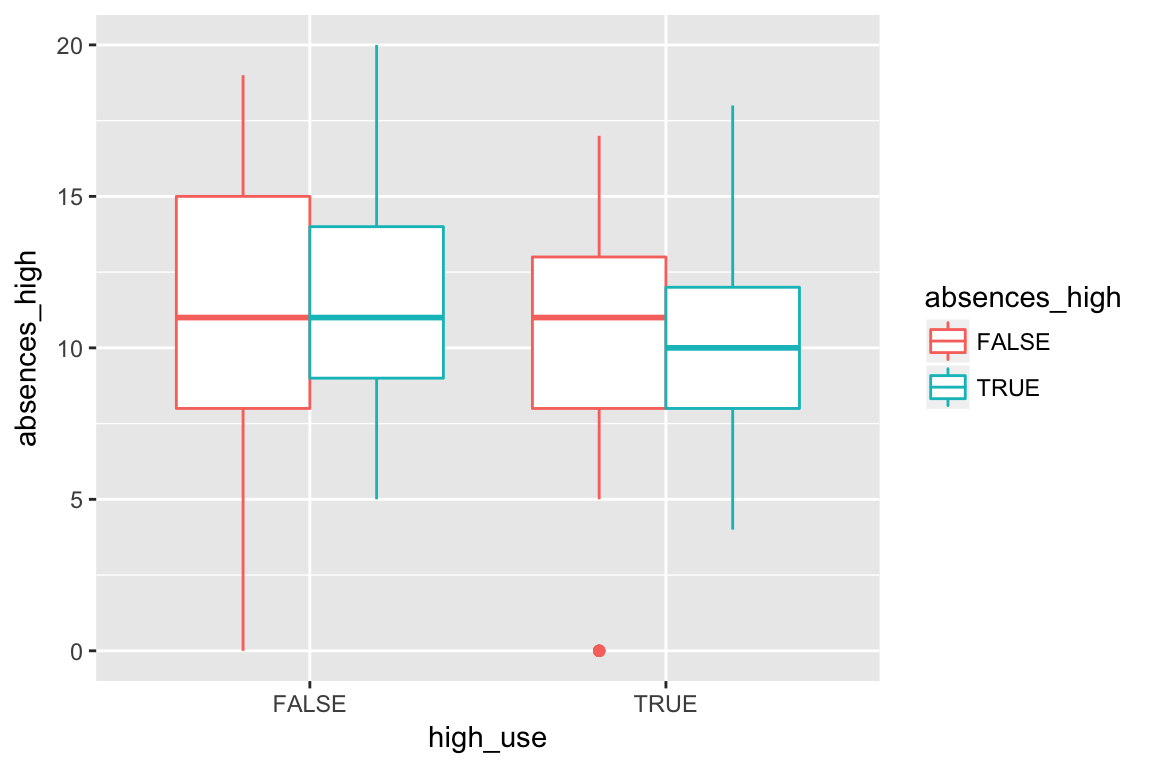 20
15
10
5
0
absences_high
FALSE
TRUE
high_use
absences_high
FALSE
TRUE